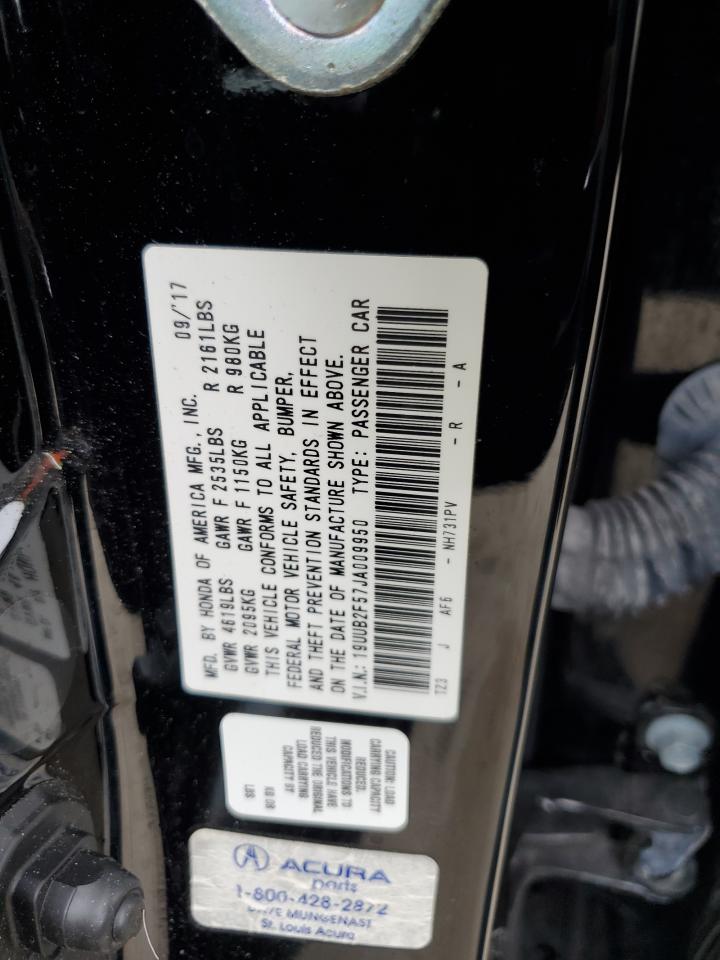 MFD. BY HONDA OF AMERICA MFG., INC. 09/'17
GVWR 4619LBS GAWR F 2535LBS R 2161LBS
GVWR 2095KG GAWR F 1150KG R 980KG
THIS VEHICLE CONFORMS TO ALL APPLICABLE
FEDERAL MOTOR VEHICLE SAFETY, BUMPER,
AND THEFT PREVENTION STANDARDS IN EFFECT
ON THE DATE OF MANUFACTURE SHOWN ABOVE.
V.I.N.: 19UUB2F57JA009950 TYPE: PASSENGER CAR
TZ3 J AF6 - NH731PV - R - A
CAUTION: LOAD
CARRYING CAPACITY
REDUCED.
MODIFICATIONS TO
THIS VEHICLE HAVE
REDUCED THE ORIGINAL
LOAD CARRYING
CAPACITY BY
KG OR
LBS.
ACURA
parts
1-800-428-2872
DAVE MUNGENAST
St. Louis Acura